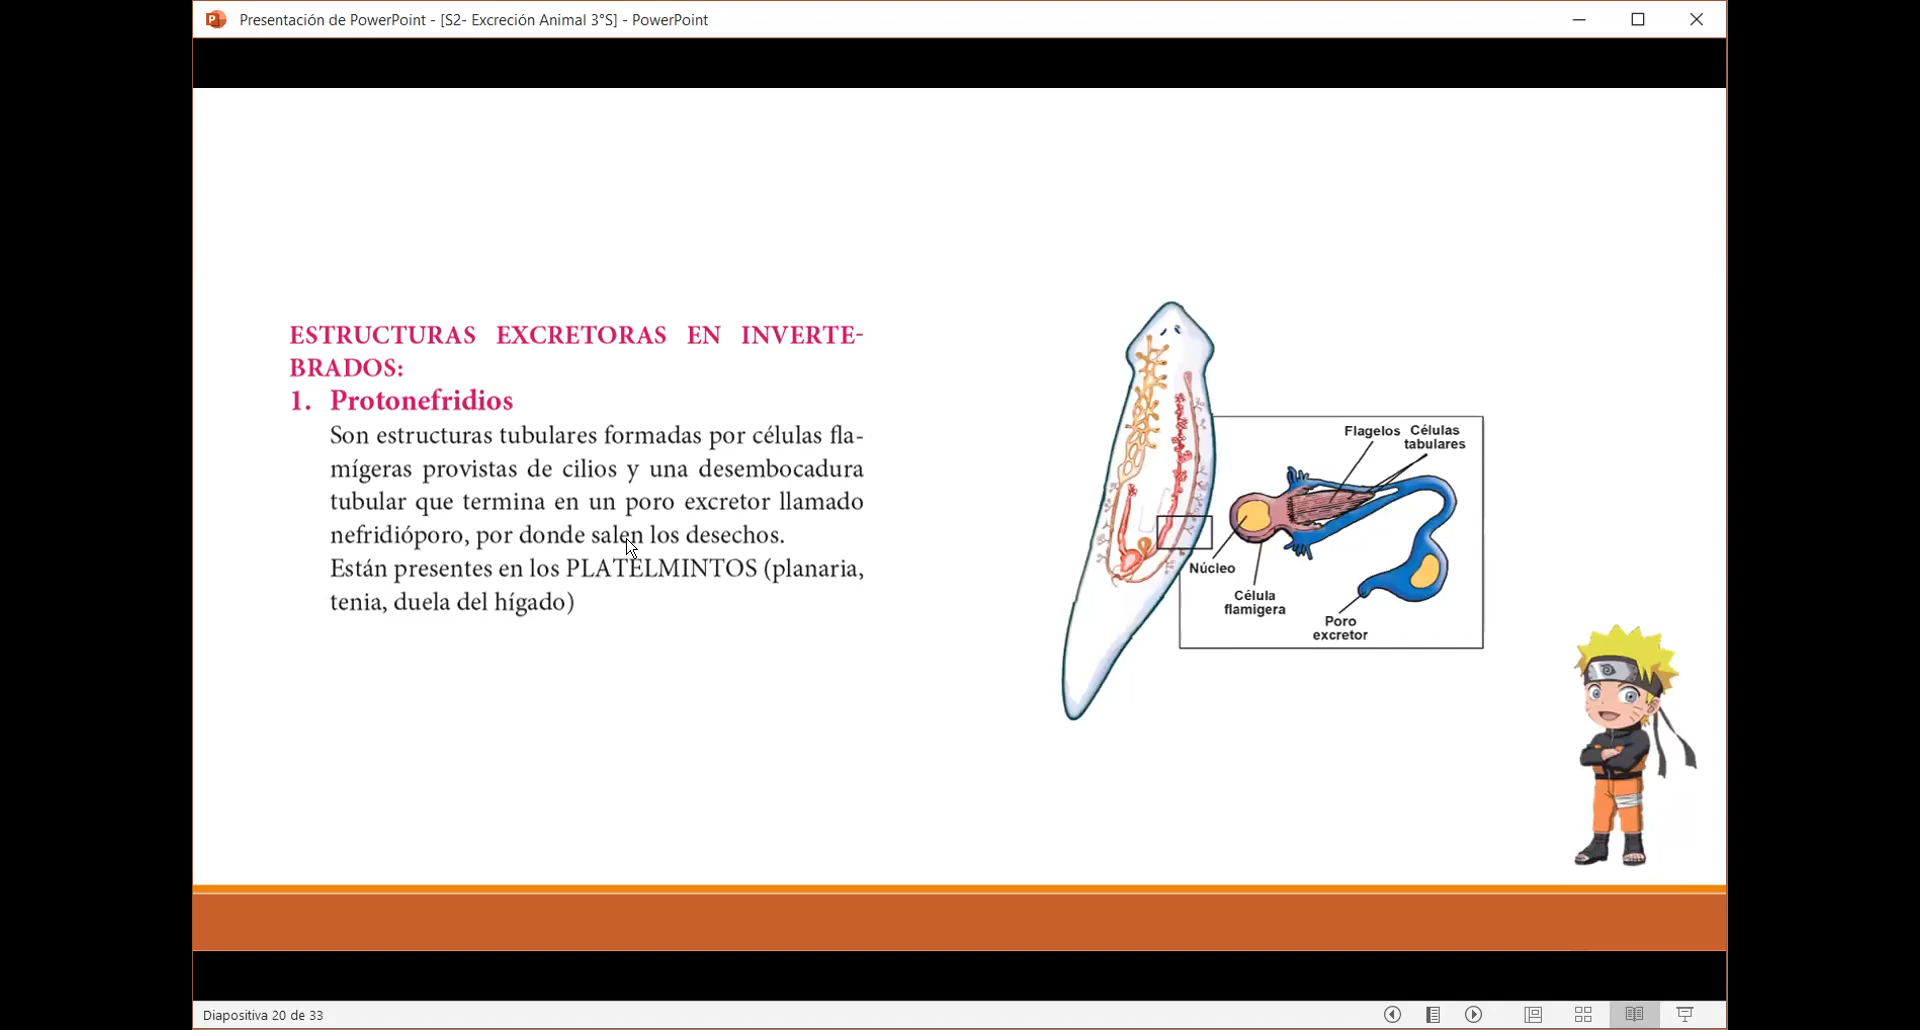 Presentación de PowerPoint - [S2- Excreción Animal 3°S] - PowerPoint
ESTRUCTURAS EXCRETORAS EN INVERTE-
BRADOS:
1. Protonefridios
Son estructuras tubulares formadas por células fla-
mígeras provistas de cilios y una desembocadura
tubular que termina en un poro excretor llamado
nefridióporo, por donde salen los desechos.
Están presentes en los PLATELMINTOS (planaria,
tenia, duela del hígado)
Flagelos
Células
tabulares
Núcleo
Célula
flamigera
Poro
excretor
Diapositiva 20 de 33